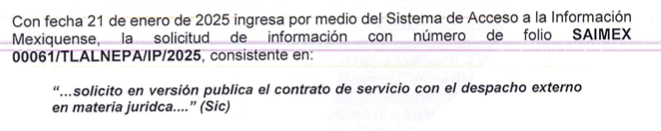 Con fecha 21 de enero de 2025 ingresa por medio del Sistema de Acceso a la Información
Mexiquense, la solicitud de información con número de folio SAIMEX
00061/TLALNEPA/IP/2025, consistente en:
“...solicito en versión publica el contrato de servicio con el despacho externo
en materia juridca....” (Sic)